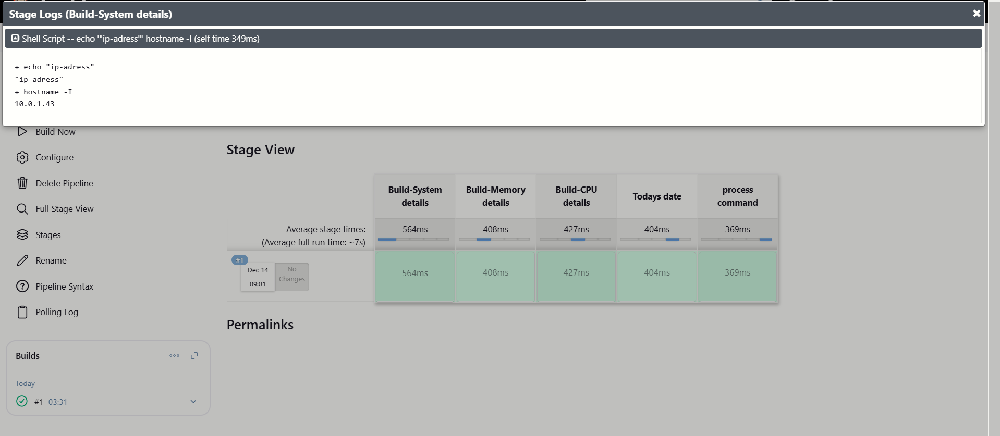 Stage Logs (Build-System details)
Shell Script -- echo '"ip-adress"' hostname -I (self time 349ms)
+ echo "ip-adress"
"ip-adress"
+ hostname -I
10.0.1.43
Build Now
Configure
Delete Pipeline
Full Stage View
Stages
Rename
Pipeline Syntax
Polling Log
Builds
Today
#1 03:31
Stage View
Build-System details
Build-Memory details
Build-CPU details
Todays date
process command
Average stage times:
(Average full run time: ~7s)
564ms
408ms
427ms
404ms
369ms
#1
Dec 14
09:01
No
Changes
564ms
408ms
427ms
404ms
369ms
Permalinks